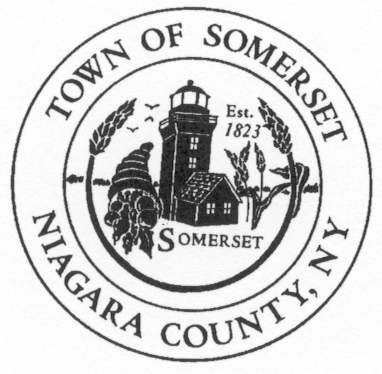 TOWN OF SOMERSET
Est.
1823
SOMERSET
NIAGARA COUNTY, NY